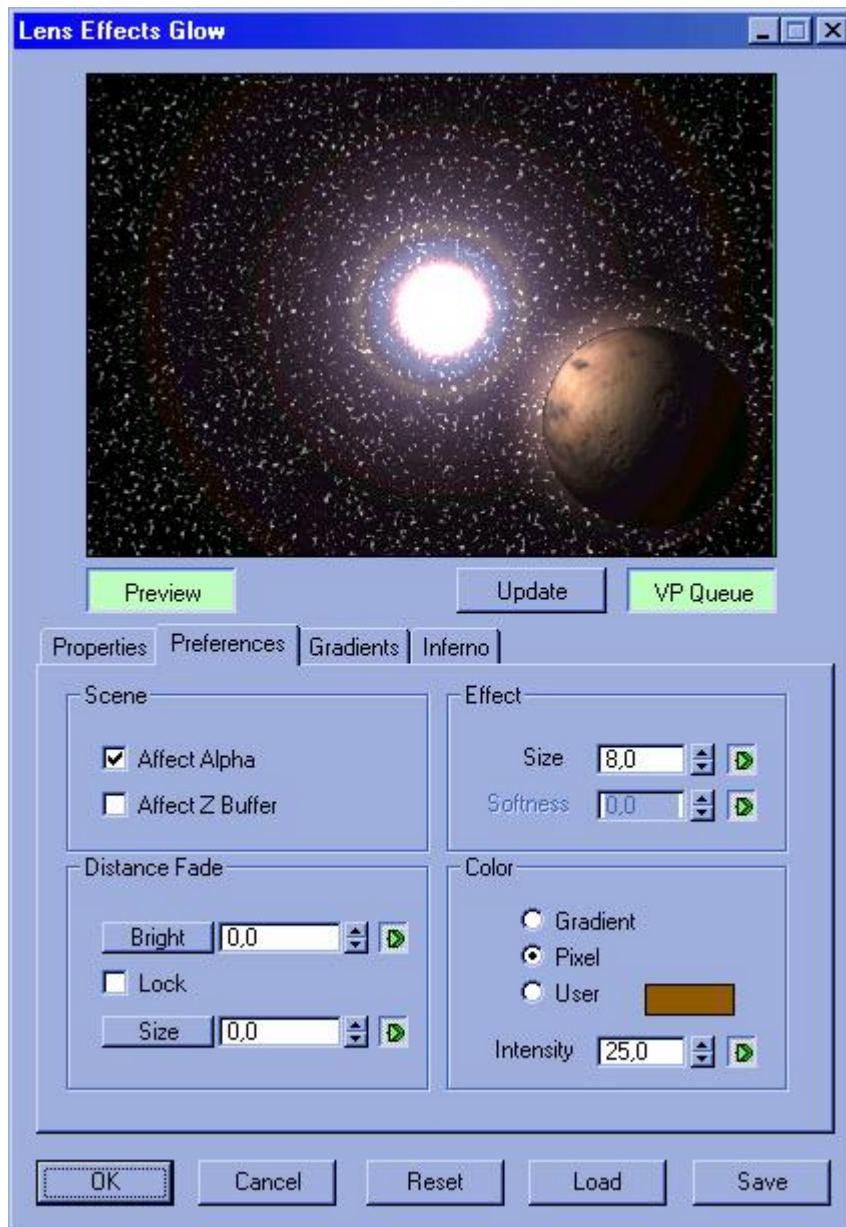 Lens Effects Glow
Preview Update VP Queue
Properties Preferences Gradients Inferno
Scene
Affect Alpha
Affect Z Buffer
Effect
Size 8,0
Softness 0,0
Distance Fade
Bright 0,0
Lock
Size 0,0
Color
Gradient
Pixel
User
Intensity 25,0
OK Cancel Reset Load Save